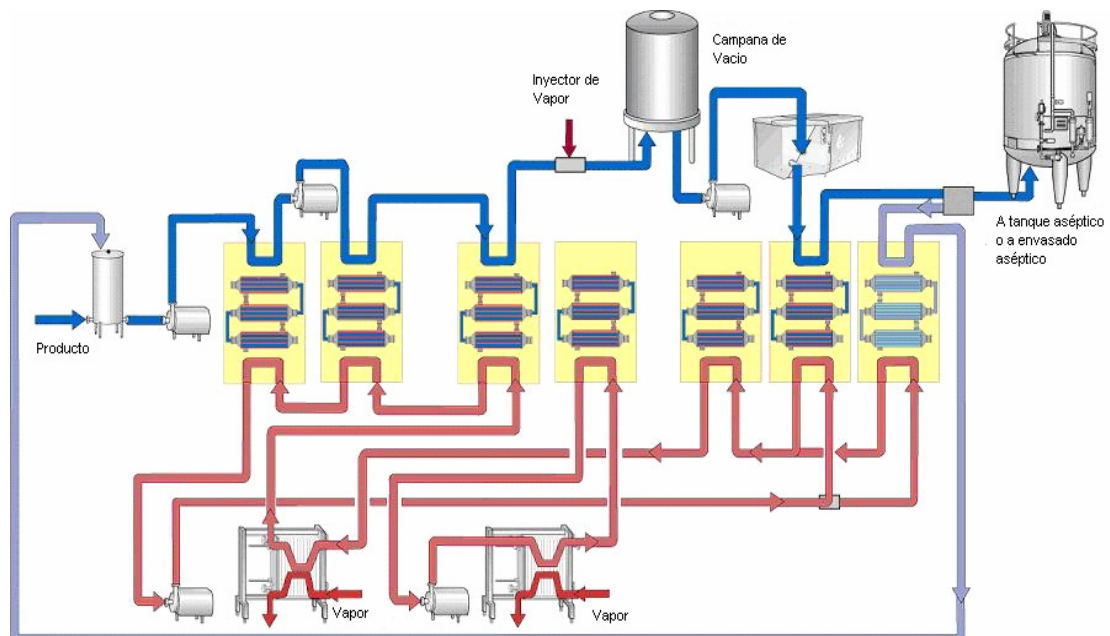 Campana de
Vacio
Inyector de
Vapor
A tanque aséptico
o a envasado
aséptico
Producto
Vapor
Vapor